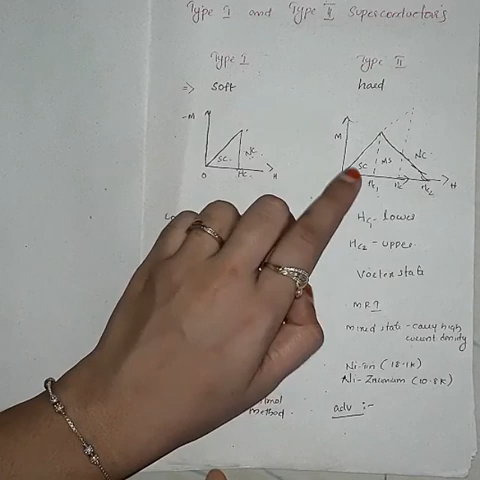 Type I and Type II Superconductor's
Type I
Type II
=> soft
hard
-M
SC
NC
O
Hc
H
M
SC
MS
NC
Hc1
Hc
Hc2
H
Hc1 - lower
Hc2 - upper
Vortex state
MRI
mixed state - carry high
current density
Ni-Tin (18.1K)
Ni-Zirconium (10.8K)
method.
adv :-